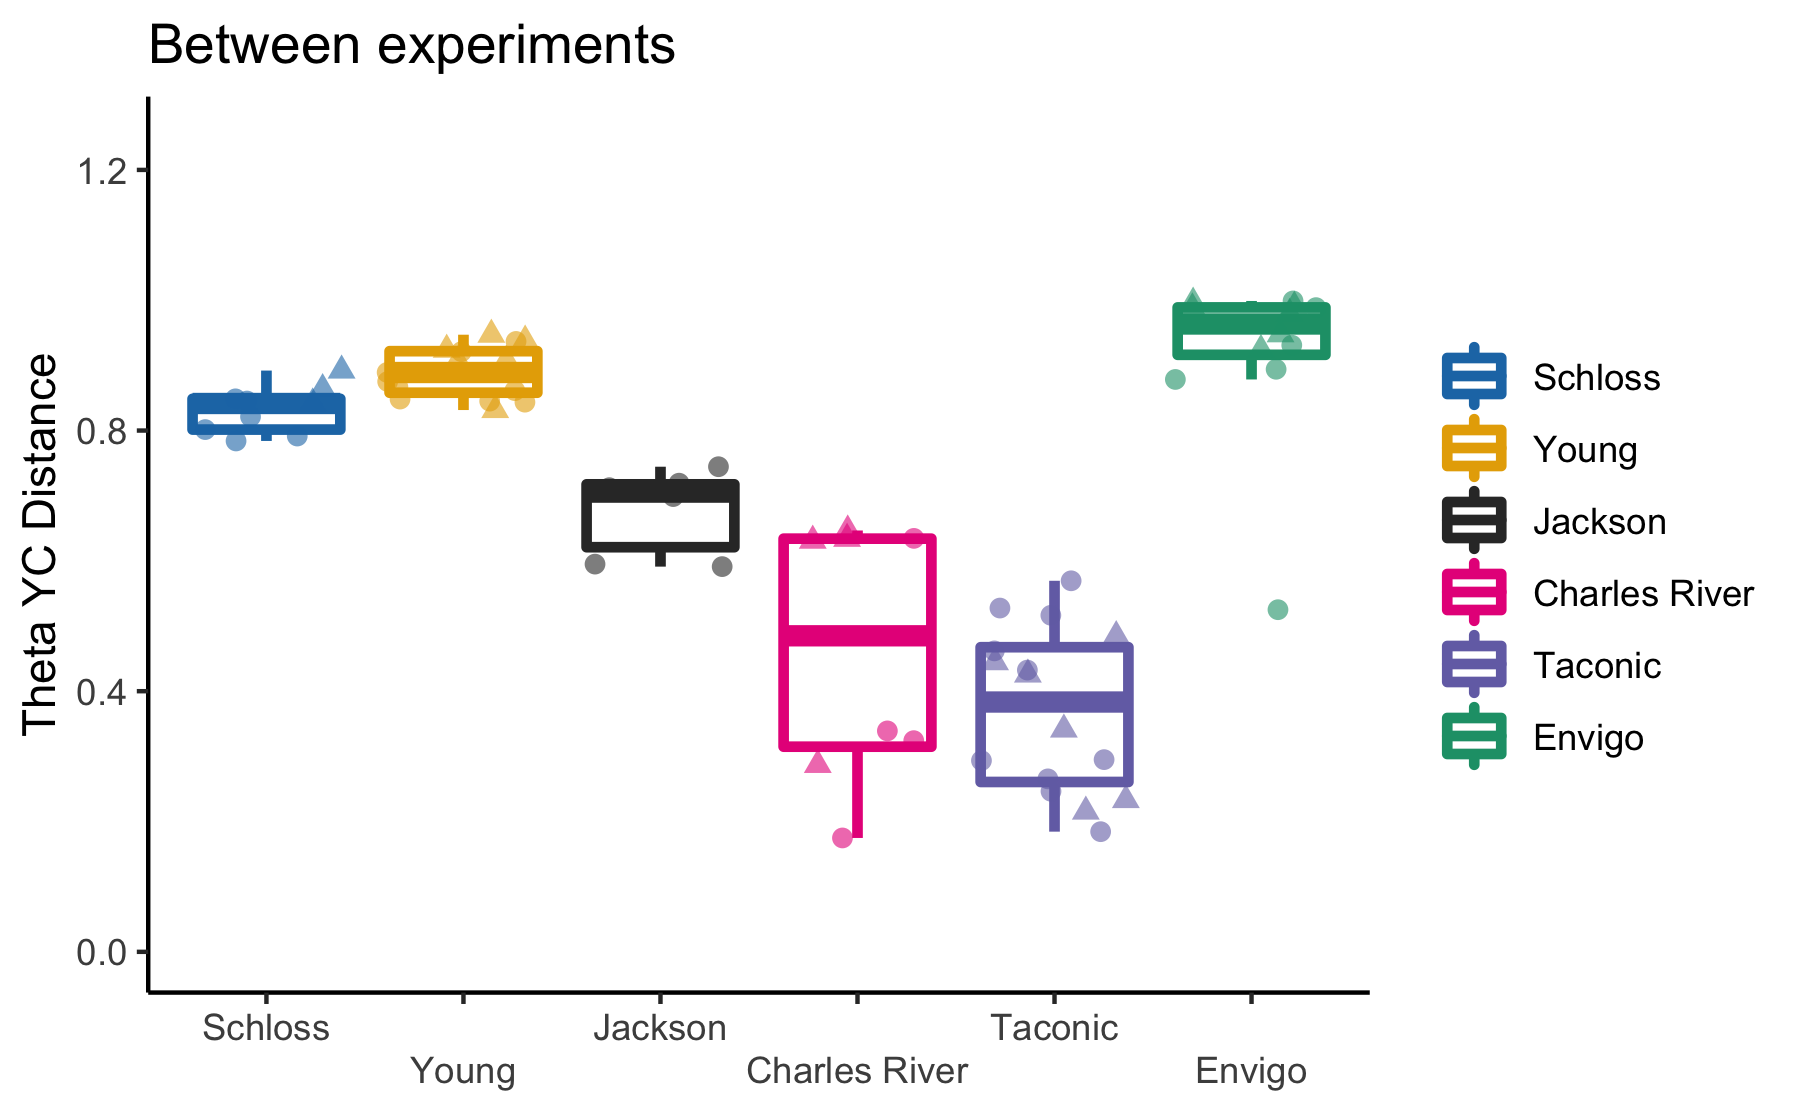 Between experiments
Theta YC Distance
1.2
0.8
0.4
0.0
Schloss
Jackson
Taconic
Young
Charles River
Envigo
Schloss
Young
Jackson
Charles River
Taconic
Envigo